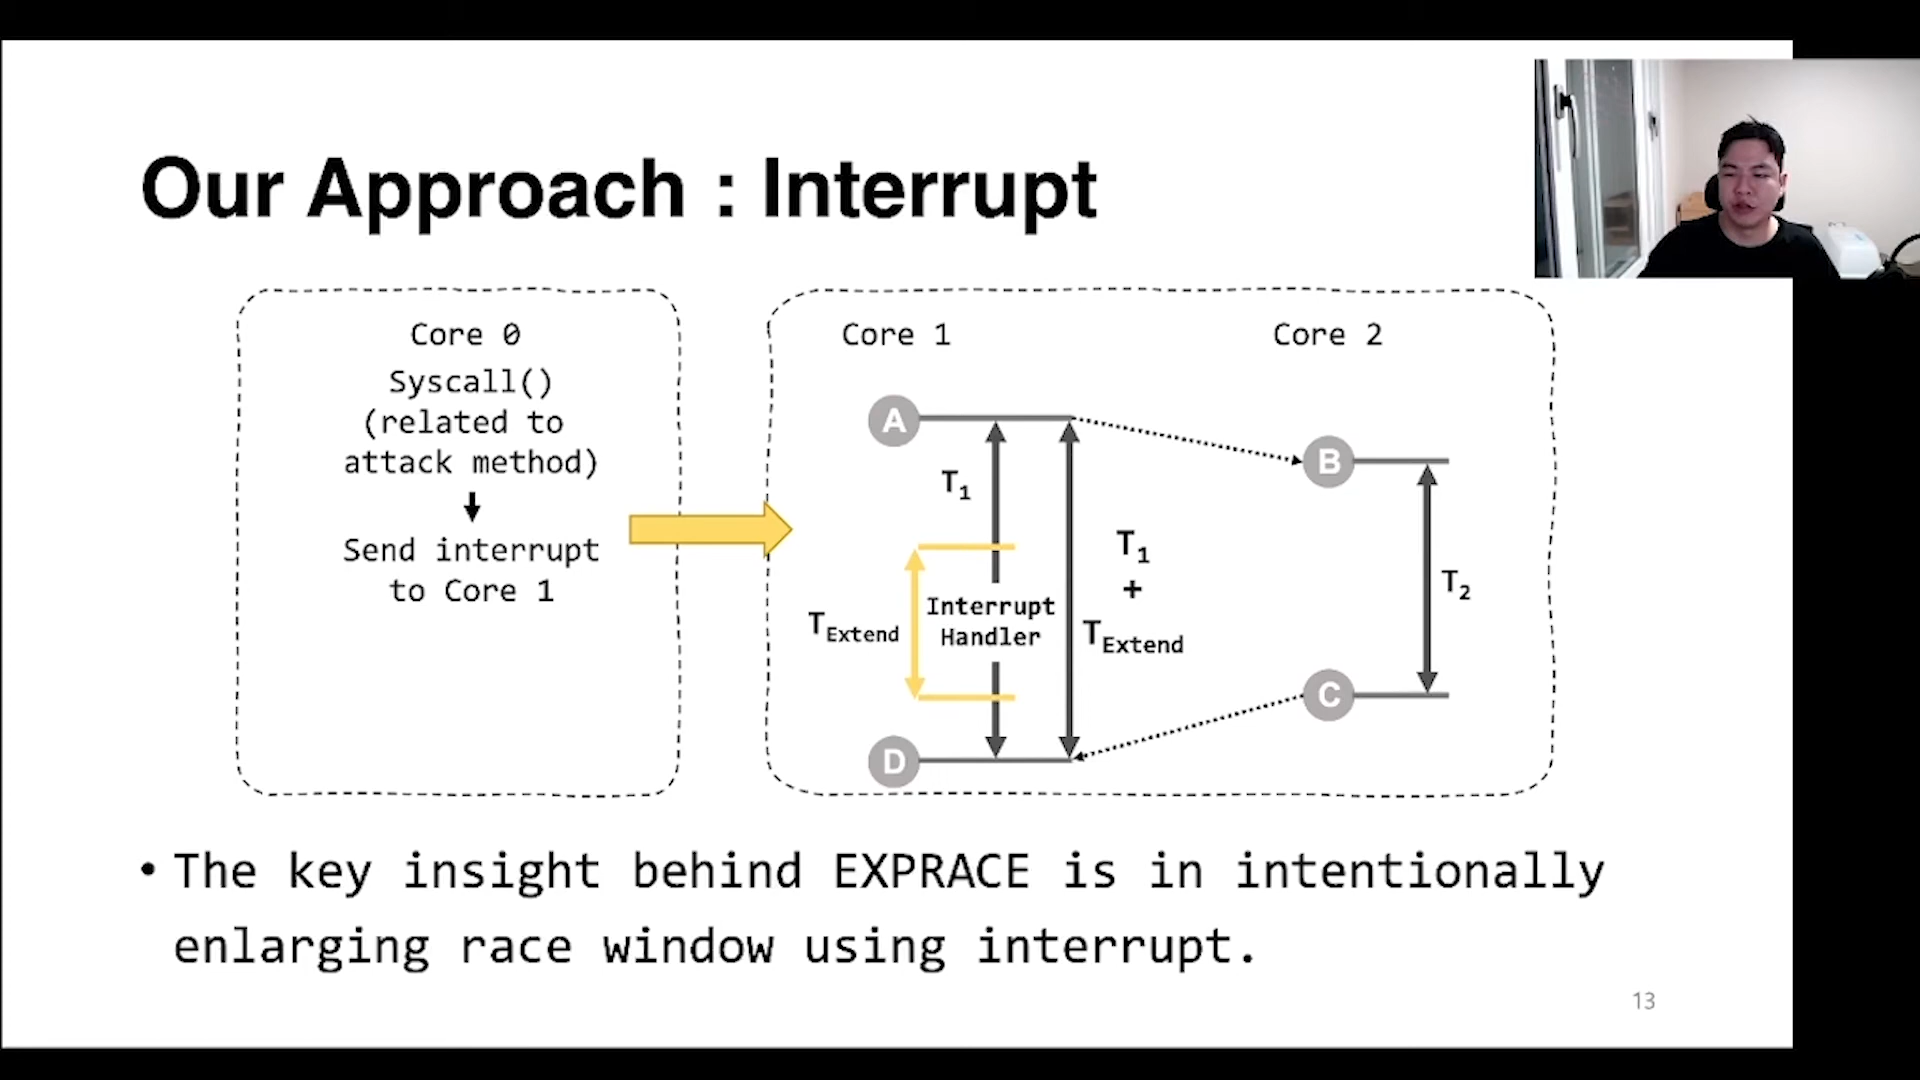 Our Approach : Interrupt
Core 0
Syscall()
(related to
attack method)
Send interrupt
to Core 1
Core 1
Core 2
A
B
T1
T1
+
TExtend
T2
Interrupt
Handler
TExtend
C
D
• The key insight behind EXPRACE is in intentionally
enlarging race window using interrupt.
13